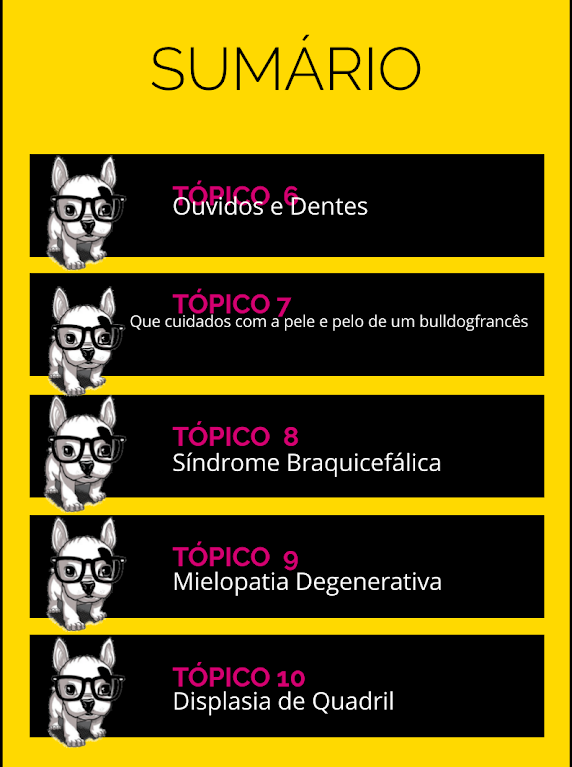 SUMÁRIO
TÓPICO 6
Ouvidos e Dentes
TÓPICO 7
Que cuidados com a pele e pelo de um bulldogfrancês
TÓPICO 8
Síndrome Braquicefálica
TÓPICO 9
Mielopatia Degenerativa
TÓPICO 10
Displasia de Quadril